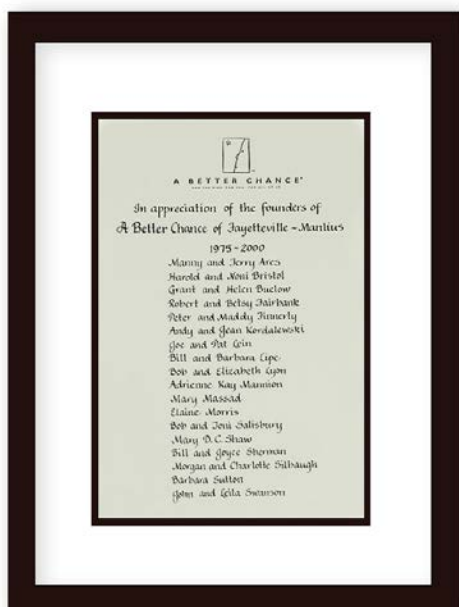 A BETTER CHANCE
In appreciation of the founders of
A Better Chance of Fayetteville-Manlius
1975-2000
Manny and Jerry Ares
Harold and Noni Bristol
Grant and Helen Buelow
Robert and Betsy Fairbank
Peter and Maddy Finnerty
Andy and Jean Kordalewski
Joe and Pat Lein
Bill and Barbara Lipe
Bob and Elizabeth Lyon
Adrienne Kay Mannion
Mary Massad
Elaine Morris
Bob and Toni Salisbury
Mary D.C. Shaw
Bill and Joyce Sherman
Morgan and Charlotte Silbaugh
Barbara Sutton
John and Leila Swanson